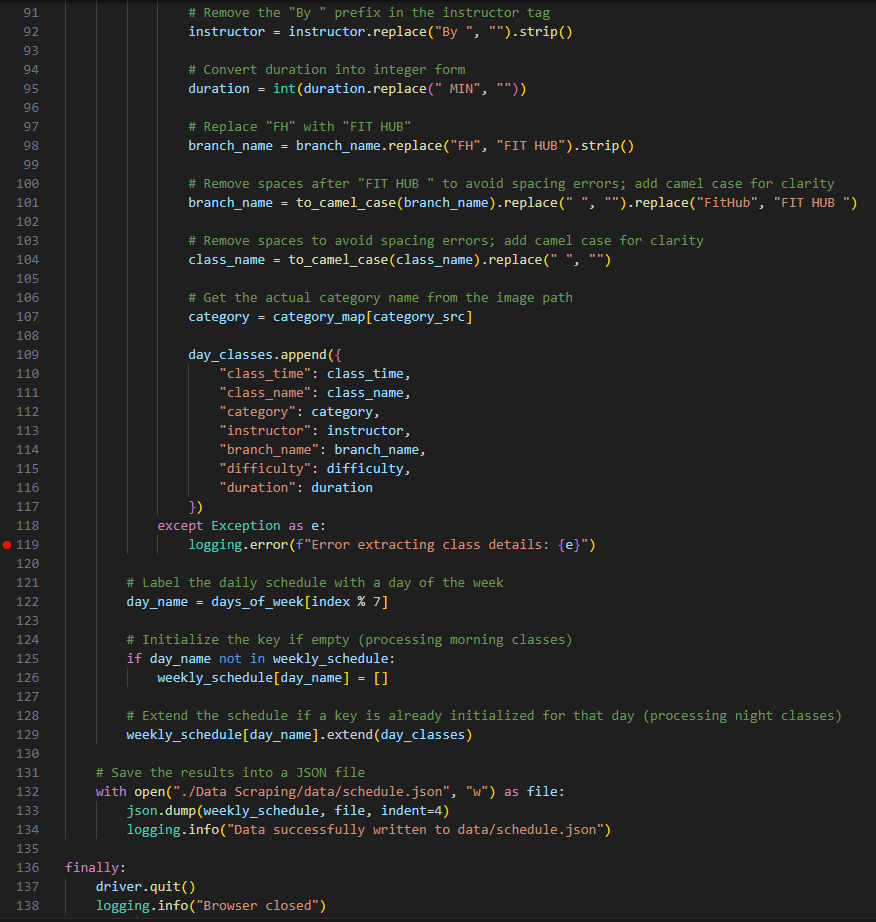 91 # Remove the "By " prefix in the instructor tag
92 instructor = instructor.replace("By ", "").strip()
93
94 # Convert duration into integer form
95 duration = int(duration.replace(" MIN", ""))
96
97 # Replace "FH" with "FIT HUB"
98 branch_name = branch_name.replace("FH", "FIT HUB").strip()
99
100 # Remove spaces after "FIT HUB " to avoid spacing errors; add camel case for clarity
101 branch_name = to_camel_case(branch_name).replace(" ", "").replace("FitHub", "FIT HUB ")
102
103 # Remove spaces to avoid spacing errors; add camel case for clarity
104 class_name = to_camel_case(class_name).replace(" ", "")
105
106 # Get the actual category name from the image path
107 category = category_map[category_src]
108
109 day_classes.append({
110 "class_time": class_time,
111 "class_name": class_name,
112 "category": category,
113 "instructor": instructor,
114 "branch_name": branch_name,
115 "difficulty": difficulty,
116 "duration": duration
117 })
118 except Exception as e:
119 logging.error(f"Error extracting class details: {e}")
120
121 # Label the daily schedule with a day of the week
122 day_name = days_of_week[index % 7]
123
124 # Initialize the key if empty (processing morning classes)
125 if day_name not in weekly_schedule:
126 weekly_schedule[day_name] = []
127
128 # Extend the schedule if a key is already initialized for that day (processing night classes)
129 weekly_schedule[day_name].extend(day_classes)
130
131 # Save the results into a JSON file
132 with open("./Data Scraping/data/schedule.json", "w") as file:
133 json.dump(weekly_schedule, file, indent=4)
134 logging.info("Data successfully written to data/schedule.json")
135
136 finally:
137 driver.quit()
138 logging.info("Browser closed")